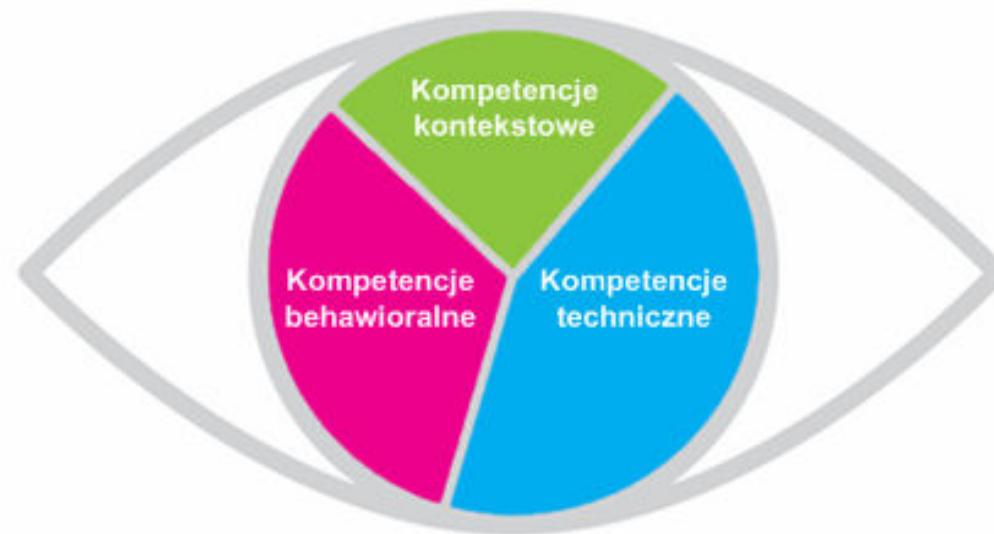 Kompetencje
kontekstowe
Kompetencje
behawioralne
Kompetencje
techniczne